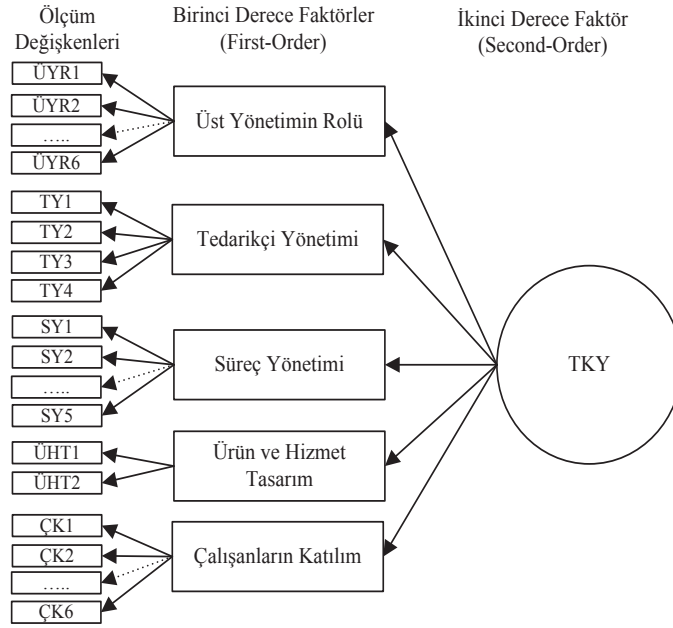 Ölçüm
Değişkenleri
Birinci Derece Faktörler
(First-Order)
İkinci Derece Faktör
(Second-Order)
ÜYR1
ÜYR2
…..
ÜYR6
Üst Yönetimin Rolü
TY1
TY2
TY3
TY4
Tedarikçi Yönetimi
SY1
SY2
…..
SY5
Süreç Yönetimi
TKY
ÜHT1
ÜHT2
Ürün ve Hizmet
Tasarım
ÇK1
ÇK2
…..
ÇK6
Çalışanların Katılım